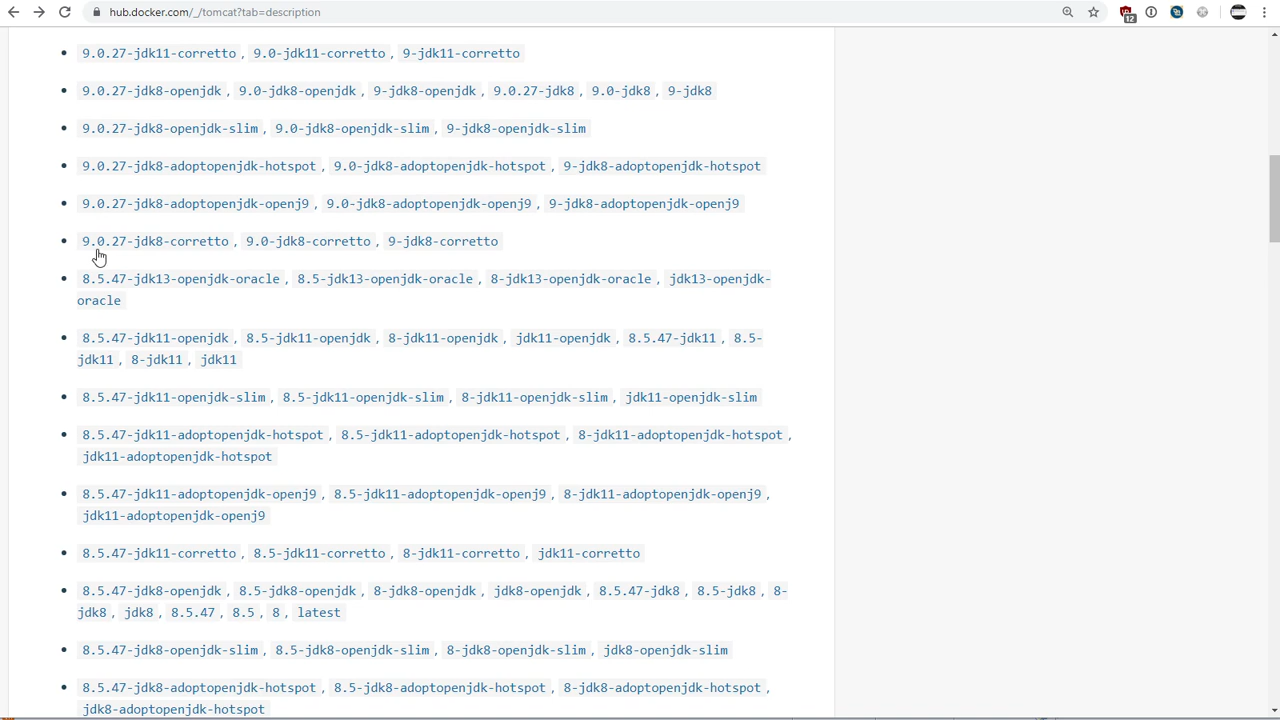 hub.docker.com/_/tomcat?tab=description
12
9.0.27-jdk11-corretto , 9.0-jdk11-corretto , 9-jdk11-corretto
9.0.27-jdk8-openjdk , 9.0-jdk8-openjdk , 9-jdk8-openjdk , 9.0.27-jdk8 , 9.0-jdk8 , 9-jdk8
9.0.27-jdk8-openjdk-slim , 9.0-jdk8-openjdk-slim , 9-jdk8-openjdk-slim
9.0.27-jdk8-adoptopenjdk-hotspot , 9.0-jdk8-adoptopenjdk-hotspot , 9-jdk8-adoptopenjdk-hotspot
9.0.27-jdk8-adoptopenjdk-openj9 , 9.0-jdk8-adoptopenjdk-openj9 , 9-jdk8-adoptopenjdk-openj9
9.0.27-jdk8-corretto , 9.0-jdk8-corretto , 9-jdk8-corretto
8.5.47-jdk13-openjdk-oracle , 8.5-jdk13-openjdk-oracle , 8-jdk13-openjdk-oracle , jdk13-openjdk-
oracle
8.5.47-jdk11-openjdk , 8.5-jdk11-openjdk , 8-jdk11-openjdk , jdk11-openjdk , 8.5.47-jdk11 , 8.5-
jdk11 , 8-jdk11 , jdk11
8.5.47-jdk11-openjdk-slim , 8.5-jdk11-openjdk-slim , 8-jdk11-openjdk-slim , jdk11-openjdk-slim
8.5.47-jdk11-adoptopenjdk-hotspot , 8.5-jdk11-adoptopenjdk-hotspot , 8-jdk11-adoptopenjdk-hotspot ,
jdk11-adoptopenjdk-hotspot
8.5.47-jdk11-adoptopenjdk-openj9 , 8.5-jdk11-adoptopenjdk-openj9 , 8-jdk11-adoptopenjdk-openj9 ,
jdk11-adoptopenjdk-openj9
8.5.47-jdk11-corretto , 8.5-jdk11-corretto , 8-jdk11-corretto , jdk11-corretto
8.5.47-jdk8-openjdk , 8.5-jdk8-openjdk , 8-jdk8-openjdk , jdk8-openjdk , 8.5.47-jdk8 , 8.5-jdk8 , 8-
jdk8 , jdk8 , 8.5.47 , 8.5 , 8 , latest
8.5.47-jdk8-openjdk-slim , 8.5-jdk8-openjdk-slim , 8-jdk8-openjdk-slim , jdk8-openjdk-slim
8.5.47-jdk8-adoptopenjdk-hotspot , 8.5-jdk8-adoptopenjdk-hotspot , 8-jdk8-adoptopenjdk-hotspot ,
jdk8-adoptopenjdk-hotspot